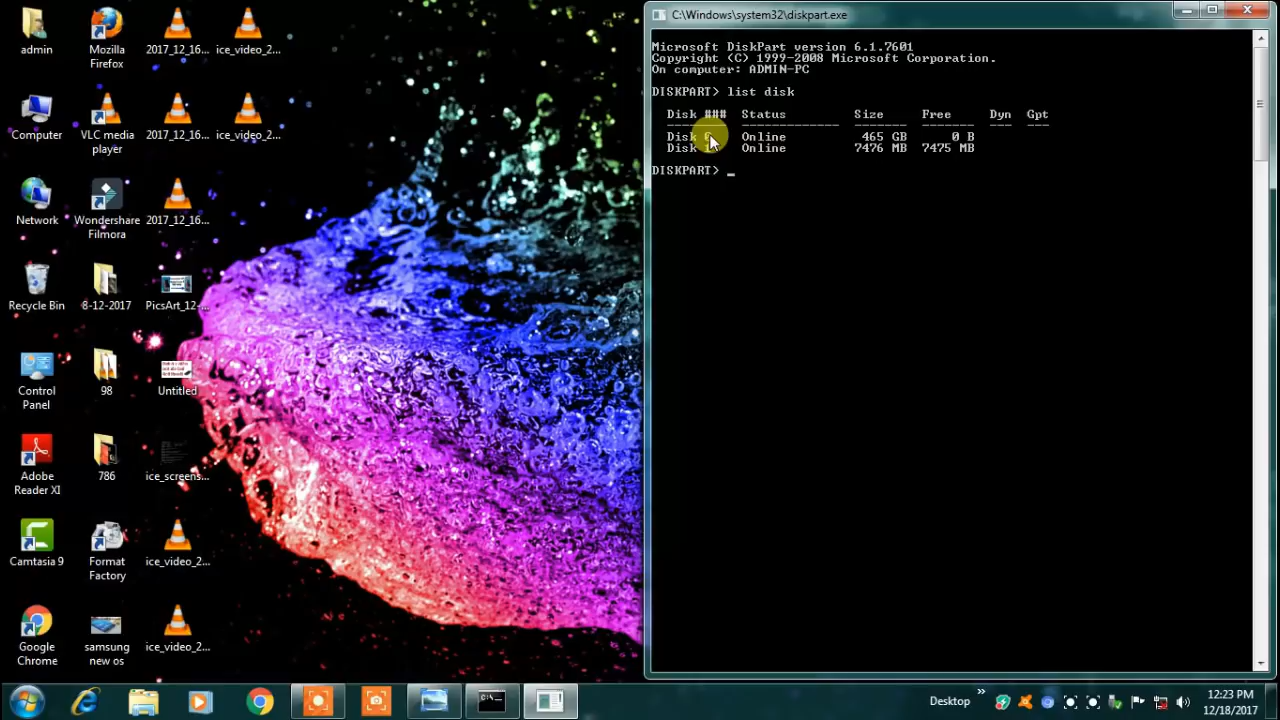 admin
Mozilla
Firefox
2017_12_16...
ice_video_2...
Computer
VLC media
player
2017_12_16...
ice_video_2...
Network
Wondershare
Filmora
2017_12_16...
Recycle Bin
8-12-2017
PicsArt_12-...
Control
Panel
98
Untitled
Adobe
Reader XI
786
ice_screens...
Camtasia 9
Format
Factory
ice_video_2...
Google
Chrome
samsung
new os
ice_video_2...
C:\Windows\system32\diskpart.exe
Microsoft DiskPart version 6.1.7601
Copyright (C) 1999-2008 Microsoft Corporation.
On computer: ADMIN-PC
DISKPART> list disk
Disk ### Status Size Free Dyn Gpt
Disk Online 465 GB 0 B
Disk Online 7476 MB 7475 MB
DISKPART> _
Desktop
12:23 PM
12/18/2017